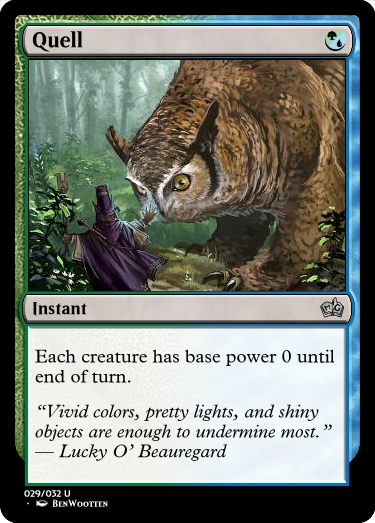 Quell
Instant
MG
Each creature has base power 0 until
end of turn.
“Vivid colors, pretty lights, and shiny
objects are enough to undermine most.”
— Lucky O’ Beauregard
029/032 U
· BenWootten